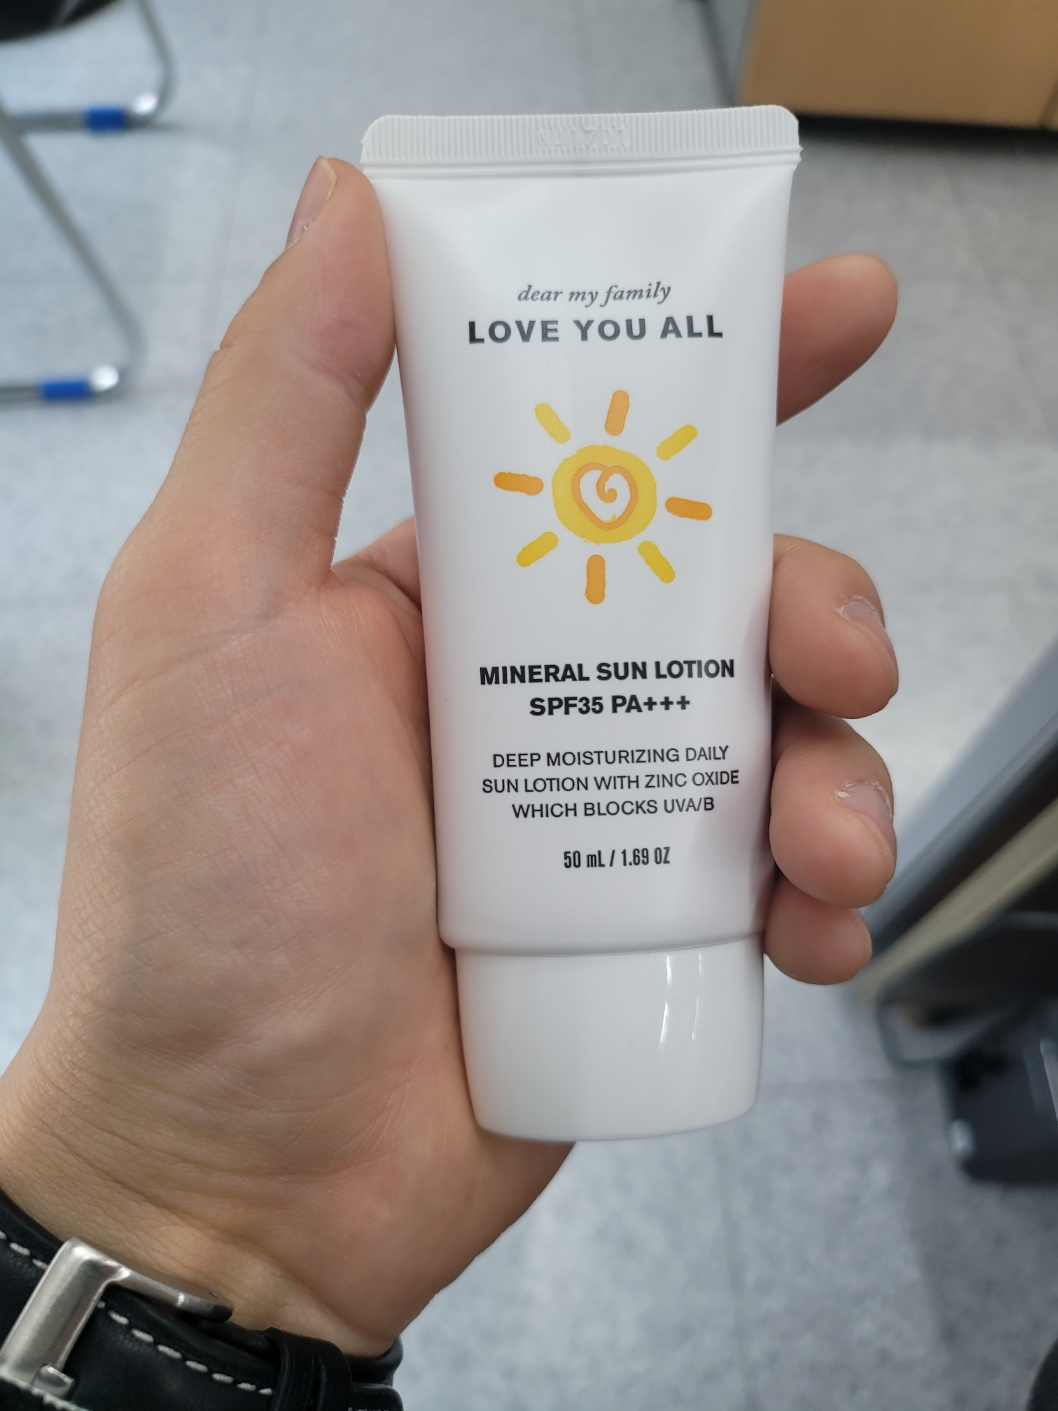 dear my family
LOVE YOU ALL
MINERAL SUN LOTION
SPF35 PA+++
DEEP MOISTURIZING DAILY
SUN LOTION WITH ZINC OXIDE
WHICH BLOCKS UVA/B
50 mL / 1.69 OZ